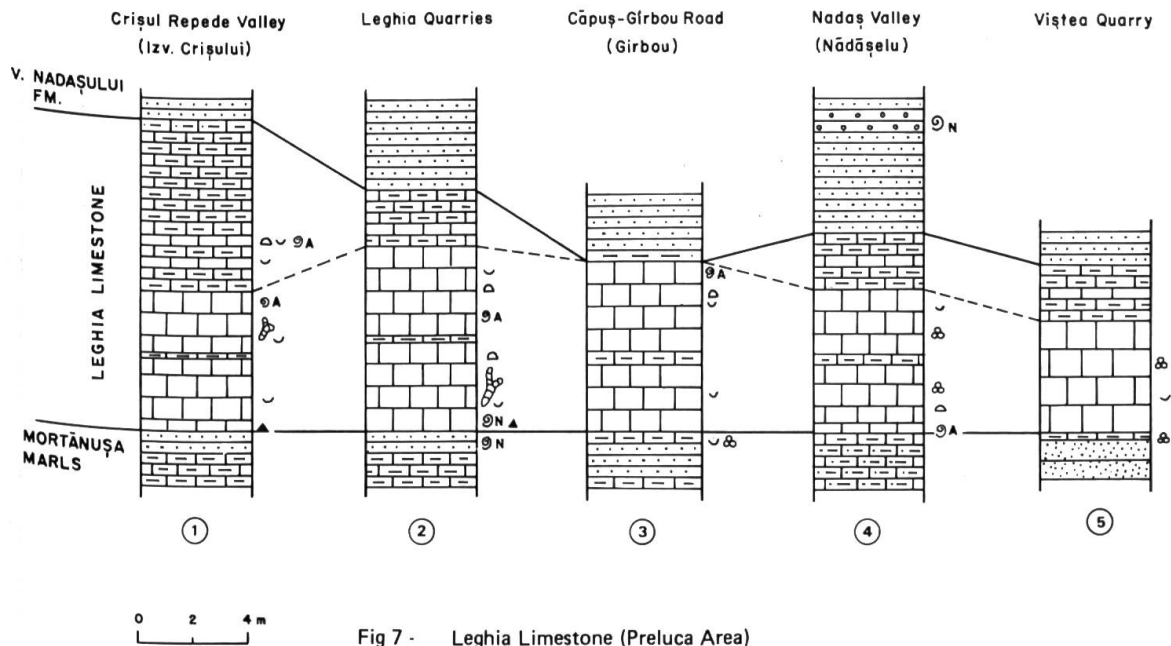 Crișul Repede Valley
(Izv. Crișului)
Leghia Quarries
Căpuș-Gîrbou Road
(Girbou)
Nadaș Valley
(Nădășelu)
Viștea Quarry
V. NADAȘULUI
FM.
N
LEGHIA LIMESTONE
A
A
A
A
A
N
N
MORTĂNUȘA
MARLS
1
2
3
4
5
0 2 4 m
Fig 7 - Leghia Limestone (Preluca Area)